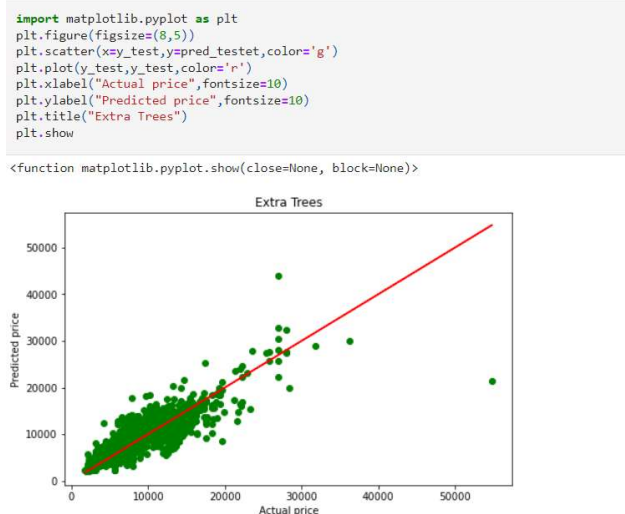 import matplotlib.pyplot as plt
plt.figure(figsize=(8,5))
plt.scatter(x=y_test,y=pred_testet,color='g')
plt.plot(y_test,y_test,color='r')
plt.xlabel("Actual price",fontsize=10)
plt.ylabel("Predicted price",fontsize=10)
plt.title("Extra Trees")
plt.show
<function matplotlib.pyplot.show(close=None, block=None)>
Extra Trees
Predicted price
50000
40000
30000
20000
10000
0
0 10000 20000 30000 40000 50000
Actual price